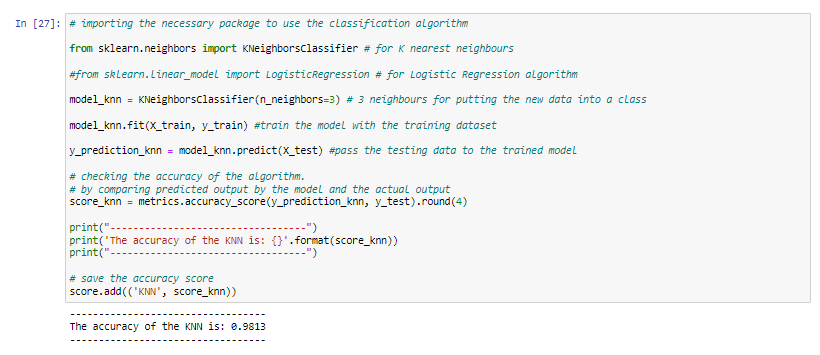 In [27]: # importing the necessary package to use the classification algorithm
from sklearn.neighbors import KNeighborsClassifier # for K nearest neighbours
#from sklearn.linear_model import LogisticRegression # for Logistic Regression algorithm
model_knn = KNeighborsClassifier(n_neighbors=3) # 3 neighbours for putting the new data into a class
model_knn.fit(X_train, y_train) #train the model with the training dataset
y_prediction_knn = model_knn.predict(X_test) #pass the testing data to the trained model
# checking the accuracy of the algorithm.
# by comparing predicted output by the model and the actual output
score_knn = metrics.accuracy_score(y_prediction_knn, y_test).round(4)
print("----------------------------------")
print('The accuracy of the KNN is: {}'.format(score_knn))
print("----------------------------------")
# save the accuracy score
score.add(('KNN', score_knn))
----------------------------------
The accuracy of the KNN is: 0.9813
----------------------------------